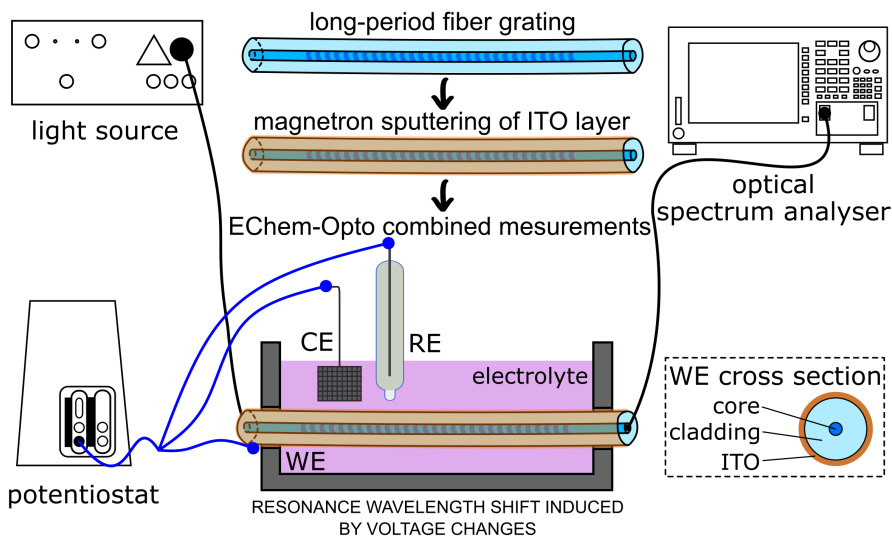 long-period fiber grating
light source
magnetron sputtering of ITO layer
optical
spectrum analyser
EChem-Opto combined mesurements
CE
RE
electrolyte
WE
potentiostat
WE cross section
core
cladding
ITO
RESONANCE WAVELENGTH SHIFT INDUCED
BY VOLTAGE CHANGES